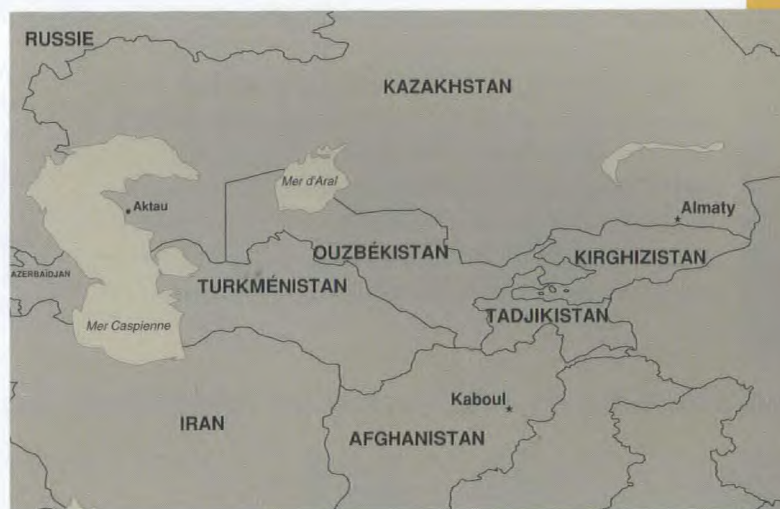 RUSSIE
KAZAKHSTAN
Mer d'Aral
Aktau
Almaty
OUZBÉKISTAN
KIRGHIZISTAN
AZERBAÏDJAN
TURKMÉNISTAN
TADJIKISTAN
Mer Caspienne
Kaboul
IRAN
AFGHANISTAN